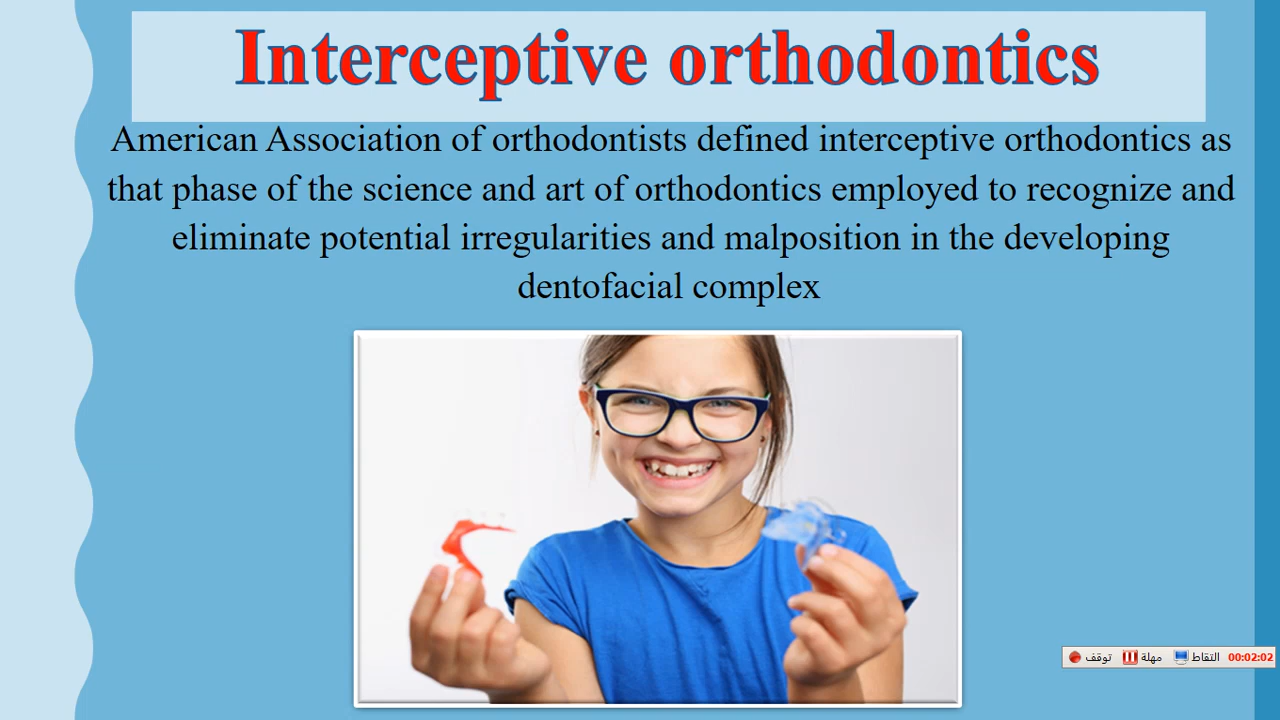 Interceptive orthodontics
American Association of orthodontists defined interceptive orthodontics as
that phase of the science and art of orthodontics employed to recognize and
eliminate potential irregularities and malposition in the developing
dentofacial complex
توقف مهلة التقاط 00:02:02